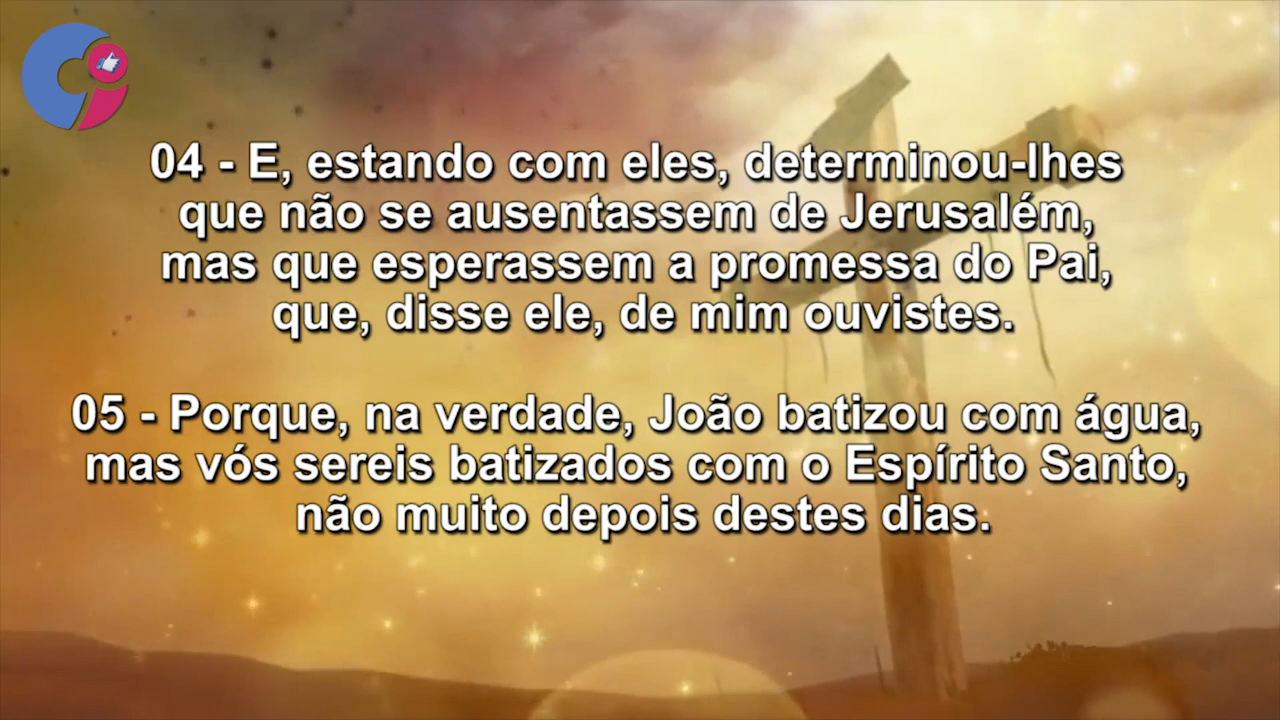 04 - E, estando com eles, determinou-lhes
que não se ausentassem de Jerusalém,
mas que esperassem a promessa do Pai,
que, disse ele, de mim ouvistes.
05 - Porque, na verdade, João batizou com água,
mas vós sereis batizados com o Espírito Santo,
não muito depois destes dias.